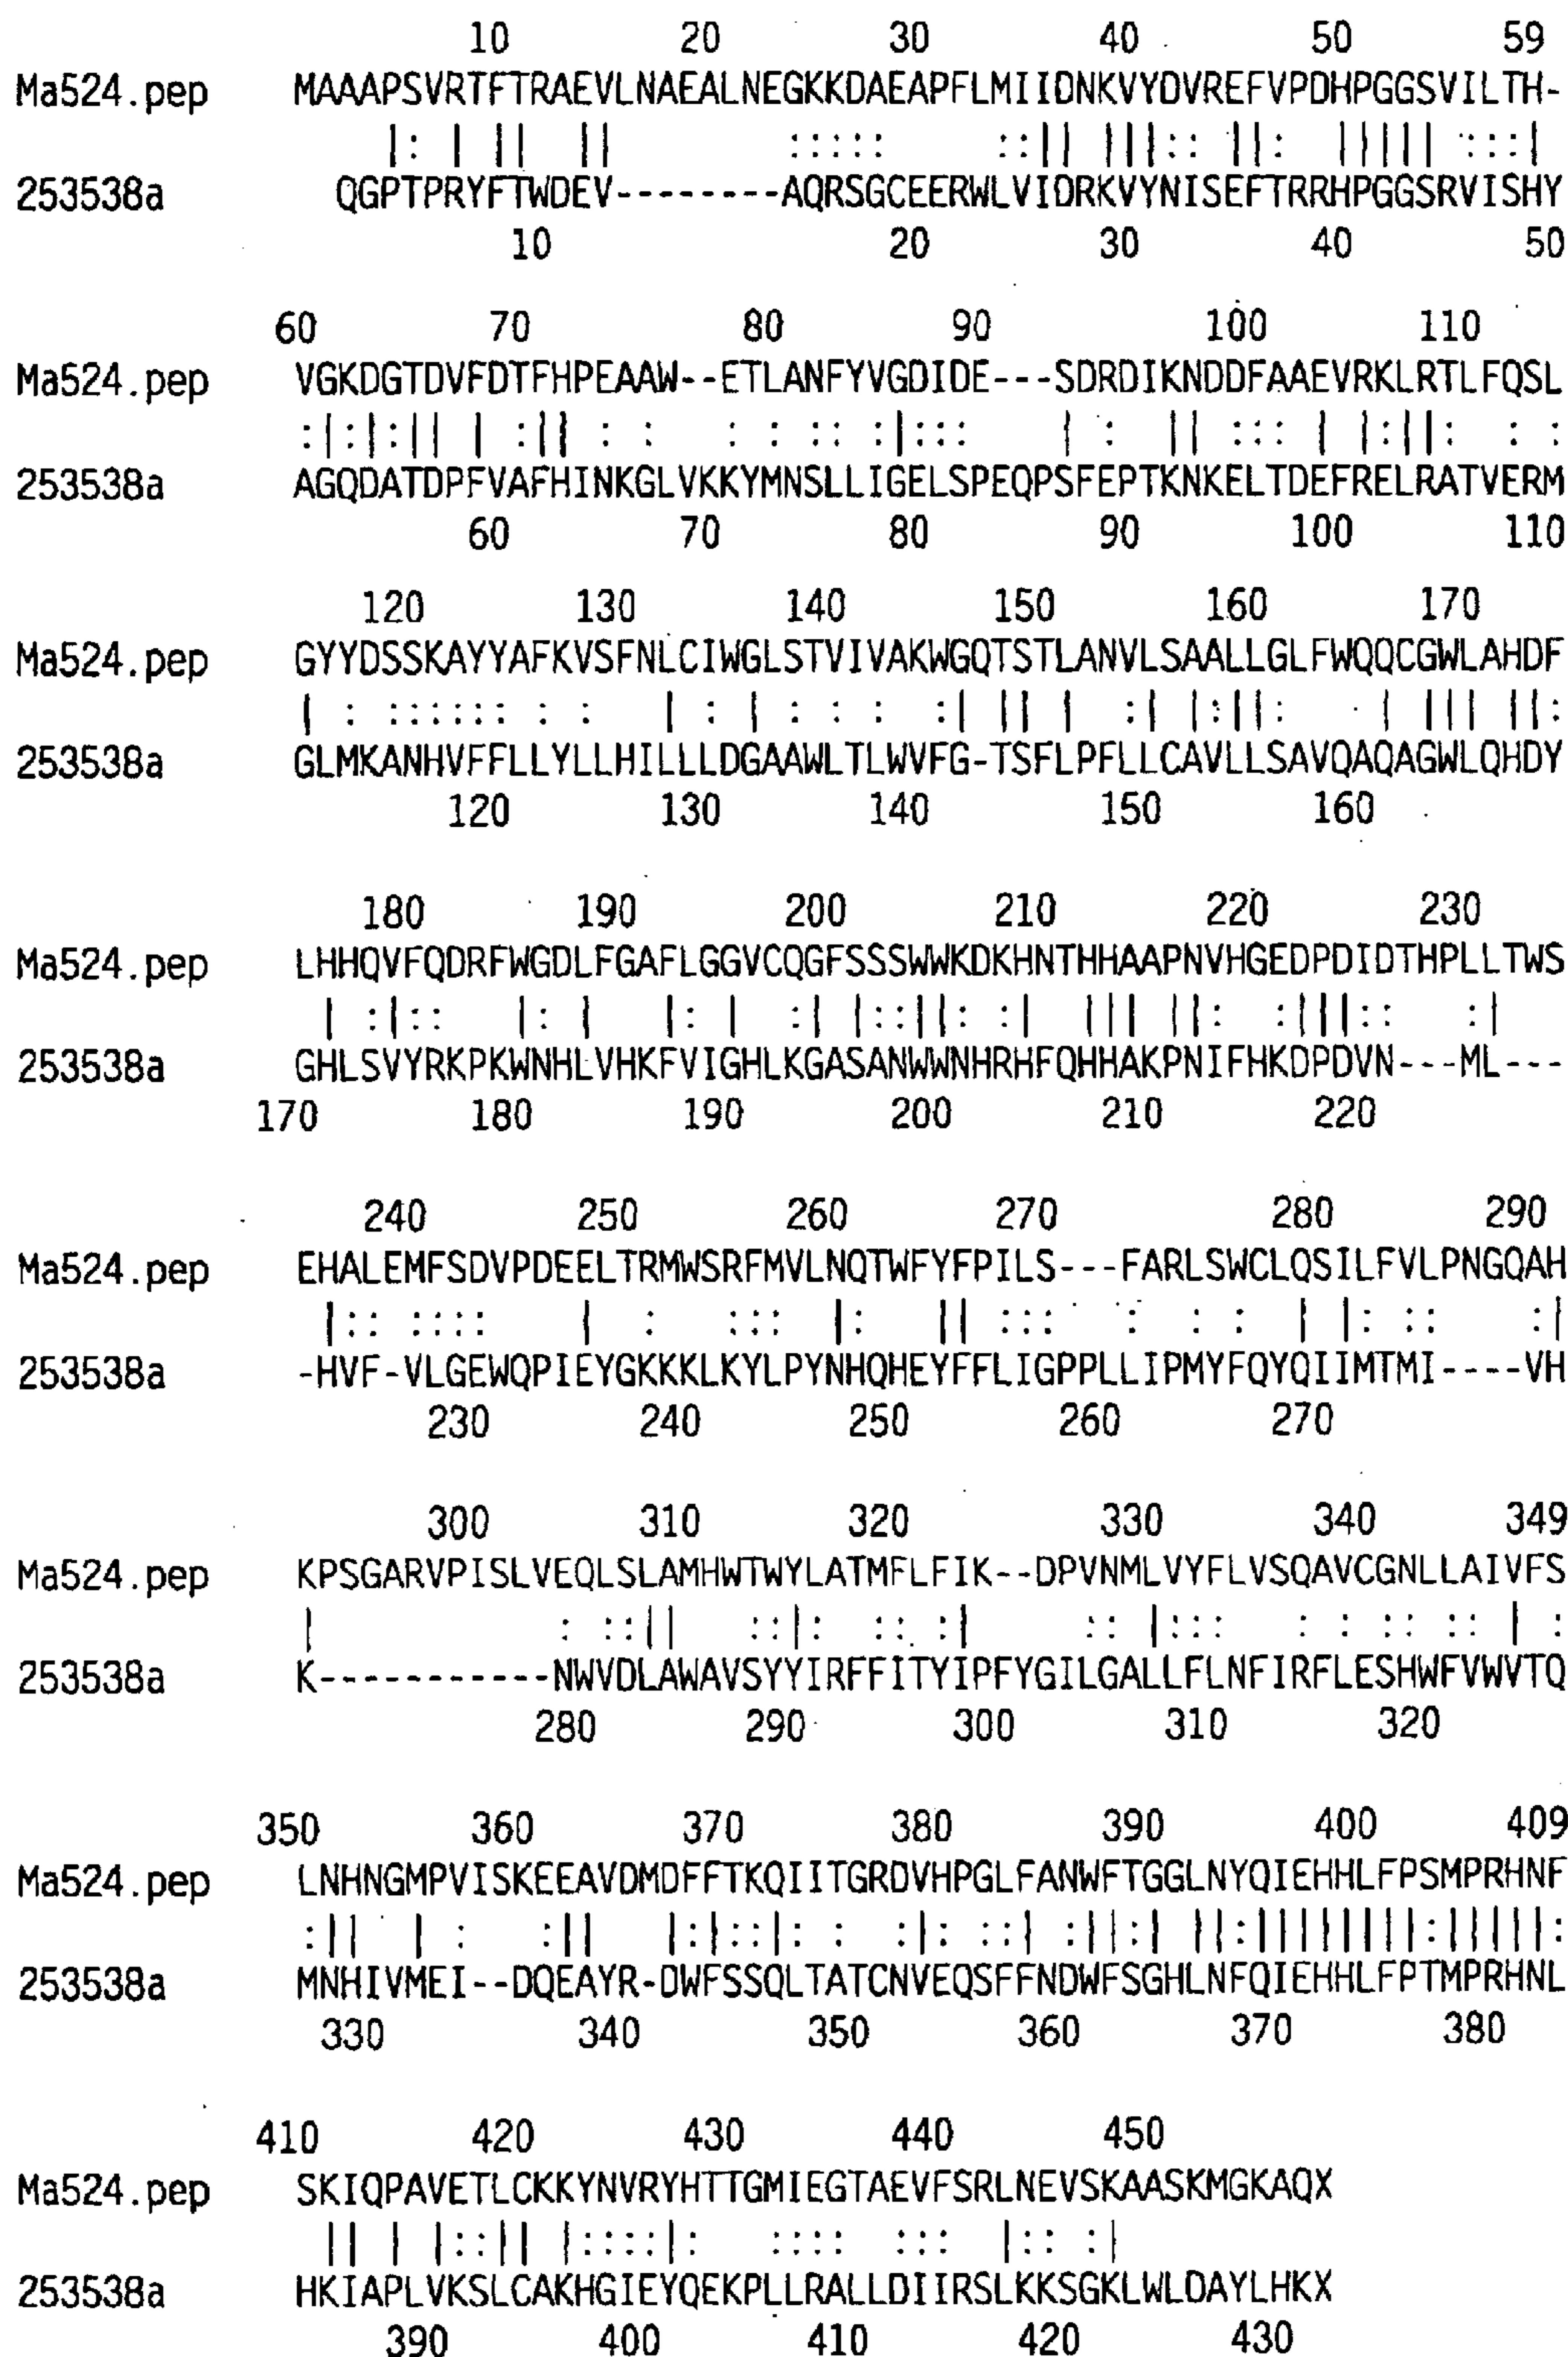 10 20 30 40 50 59
Ma524.pep MAAAPSVRTFTRAEVLNAEALNEGKKDAEAPFLMIIDNKVYDVREFVPDHPGGSVILTH-
|: | || || ::::: ::|| |||:: ||: ||||| ::::|
253538a QGPTPRYFTWDEV--------AQRSGCEERWLVIDRKVYNISEFTRRHPGGSRVISHY
10 20 30 40 50
60 70 80 90 100 110
Ma524.pep VGKDGTDVFDTFHPEAAW--ETLANFYVGDIDE---SDRDIKNDDFAAEVRKLRTLFQSL
:|:|:|| | :|| : : : : :: :|::: | : || ::: | |:||: : :
253538a AGQDATDPFVAFHINKGLVKKYMNSLLIGELSPEQPSFEPTKNKELTDEFRELRATVERM
60 70 80 90 100 110
120 130 140 150 160 170
Ma524.pep GYYDSSKAYYAFKVSFNLCIWGLSTVIVAKWGQTSTLANVLSAALLGLFWQQCGWLAHDF
| : :::::: : : | : | : : : :| || | :| |:||: | ||| ||:
253538a GLMKANHVFFLLYLLHILLLLDGAAWLTLWVFG-TSFLPFLLCAVLLSAVQAQAGWLQHDY
120 130 140 150 160
180 190 200 210 220 230
Ma524.pep LHHQVFQDRFWGDLFGAFLGGVCQGFSSSWWKDKHNTHHAAPNVHGEDPDIDTHPLLTWS
| :|:: |: | |: | :| |::||: :| ||| ||: :|||:: :|
253538a GHLSVYRKPKWNHLVHKFVIGHLKGASANWWNHRHFQHHAKPNIFHKDPDVN---ML---
170 180 190 200 210 220
240 250 260 270 280 290
Ma524.pep EHALEMFSDVPDEELTRMWSRFMVLNQTWFYFPILS---FARLSWCLQSILFVLPNGQAH
|:: :::: | : ::: |: || ::: : : : | |: :: :|
253538a -HVF-VLGEWQPIEYGKKKLKYLPYNHQHEYFFLIGPPLLIPMYFQYQIIMTMI----VH
230 240 250 260 270
300 310 320 330 340 349
Ma524.pep KPSGARVPISLVEQLSLAMHWTWYLATMFLFIK--DPVNMLVYFLVSQAVCGNLLAIVFS
| : ::|| ::|: :: :| :: |::: : : :: :: | :
253538a K-----------NWVDLAWAVSYYIRFFITYIPFYGILGALLFLNFIRFLESHWFVWVTQ
280 290 300 310 320
350 360 370 380 390 400 409
Ma524.pep LNHNGMPVISKEEAVDMDFFTKQIITGRDVHPGLFANWFTGGLNYQIEHHLFPSMPRHNF
:|| | : :|| |:|::|: : :|: ::| :||:| ||:||||||||:|||||:
253538a MNHIVMEI--DQEAYR-DWFSSQLTATCNVEQSFFNDWFSGHLNFQIEHHLFPTMPRHNL
330 340 350 360 370 380
410 420 430 440 450
Ma524.pep SKIQPAVETLCKKYNVRYHTTGMIEGTAEVFSRLNEVSKAASKMGKAQX
|| | |::|| |::::|: :::: ::: |:: :|
253538a HKIAPLVKSLCAKHGIEYQEKPLLRALLDIIRSLKKSGKLWLDAYLHKX
390 400 410 420 430